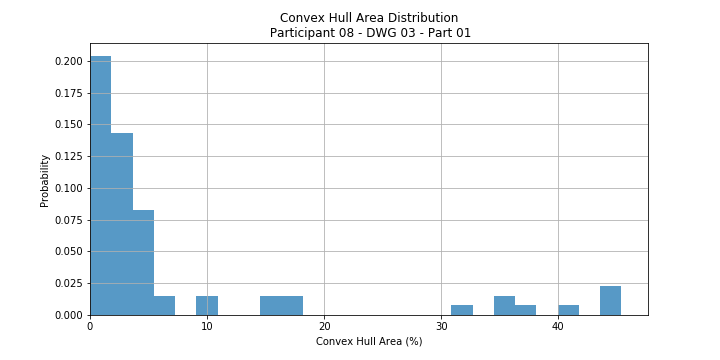 Convex Hull Area Distribution
Participant 08 - DWG 03 - Part 01
0.200
0.175
0.150
0.125
0.100
0.075
0.050
0.025
0.000
Probability
0 10 20 30 40
Convex Hull Area (%)